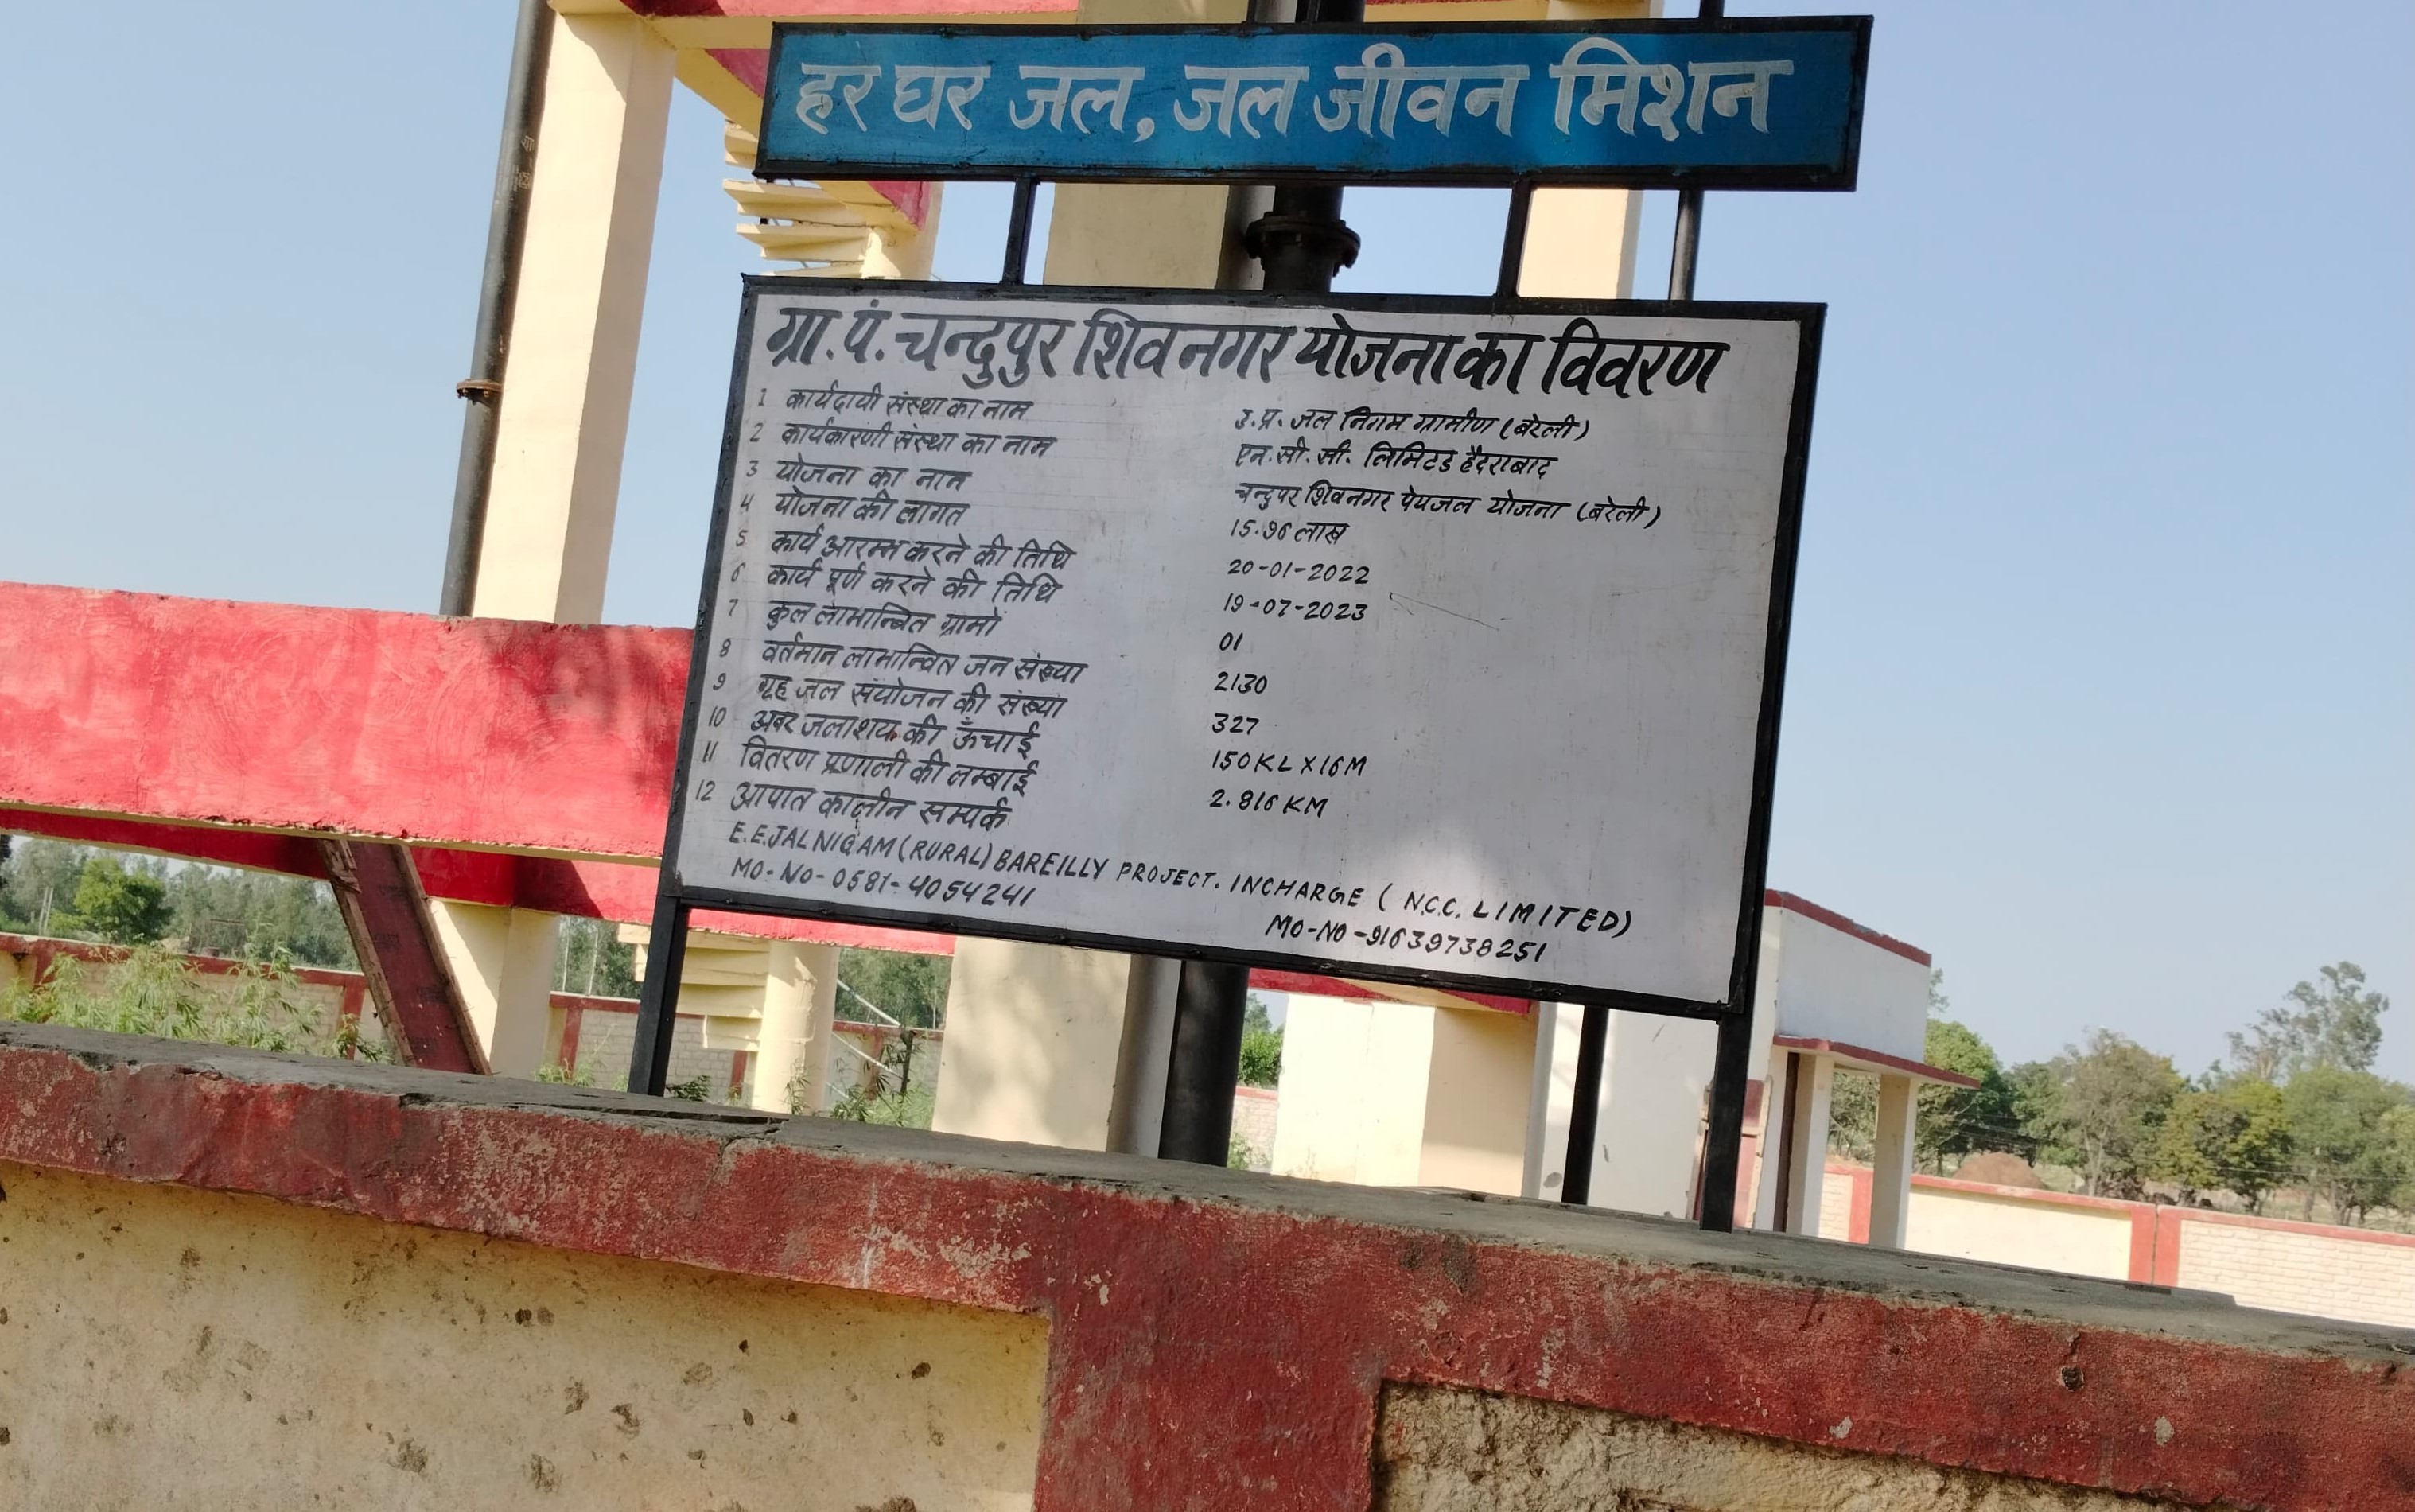 हर घर जल, जल जीवन मिशन
ग्रा.पं. चन्दुपुर शिवनगर योजना का विवरण
1 कार्यदायी संस्था का नाम उ.प्र. जल निगम ग्रामीण (बरेली)
2 कार्यकारणी संस्था का नाम एन.सी.सी. लिमिटड हैदराबाद
3 योजना का नाम चन्दुपुर शिवनगर पेयजल योजना (बरेली)
4 योजना की लागत 15.96 लाख
5 कार्य आरम्भ करने की तिथि 20-01-2022
6 कार्य पूर्ण करने की तिथि 19-07-2023
7 कुल लाभान्वित ग्रामों 01
8 वर्तमान लाभान्वित जन संख्या 2130
9 गृह जल संयोजन की संख्या 327
10 अबर जलाशय की ऊँचाई 150KL X16M
11 वितरण प्रणाली की लम्बाई 2.816 KM
12 आपात कालीन सम्पर्क
E.E.JAL NIGAM (RURAL) BAREILLY PROJECT. INCHARGE ( N.C.C. LIMITED)
MO-NO-0581-4054241 MO-NO-91639738251